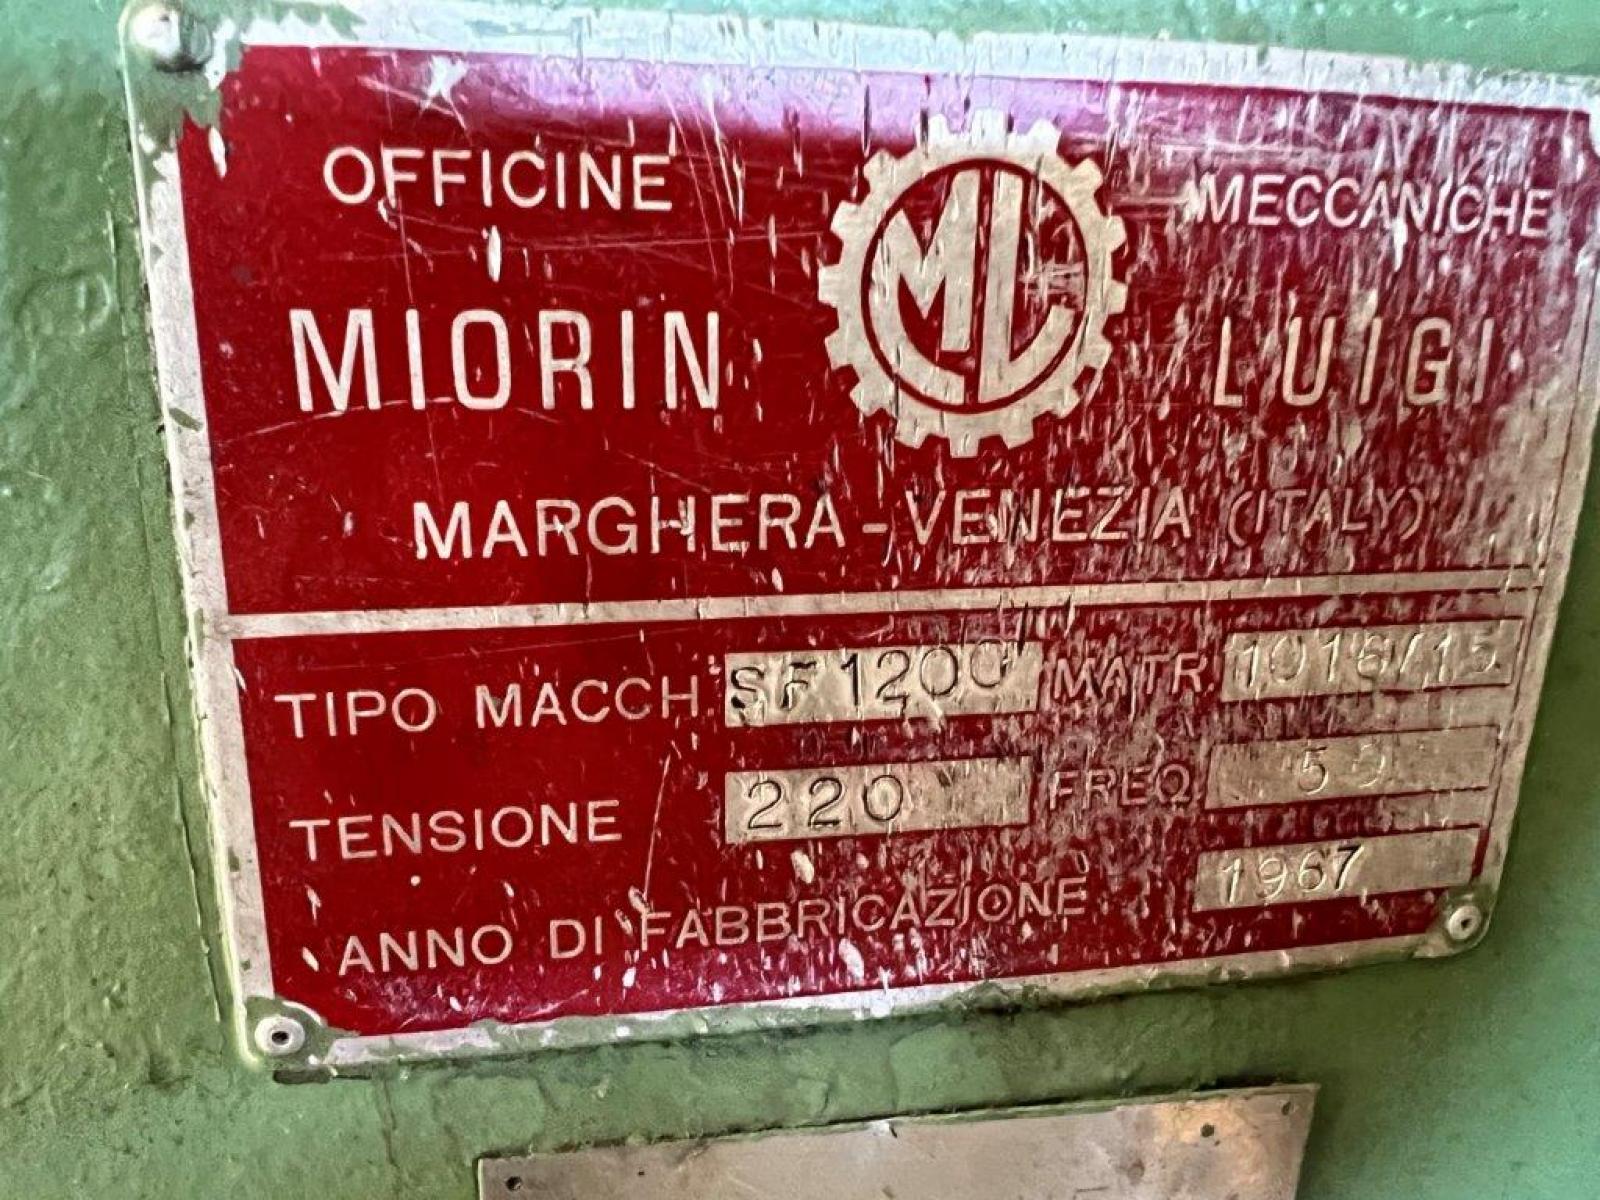 OFFICINE ML MECCANICHE
MIORIN LUIGI
MARGHERA-VENEZIA (ITALY)
TIPO MACCH. SF 1200 MATR. 1016/15
TENSIONE 220 FREQ. 50
ANNO DI FABBRICAZIONE 1967